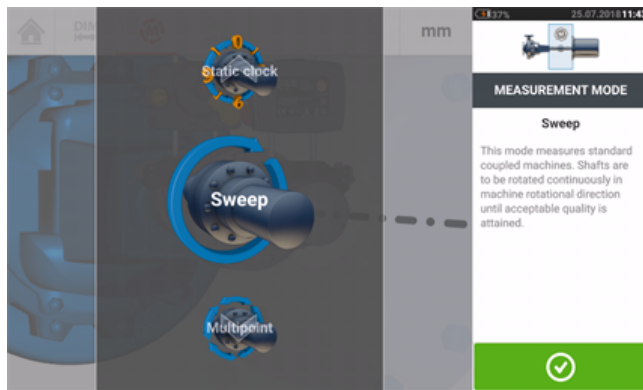 DIM
mm
37%
25.07.2018 11:43
Static clock
Sweep
Multipoint
MEASUREMENT MODE
Sweep
This mode measures standard
coupled machines. Shafts are
to be rotated continuously in
machine rotational direction
until acceptable quality is
attained.